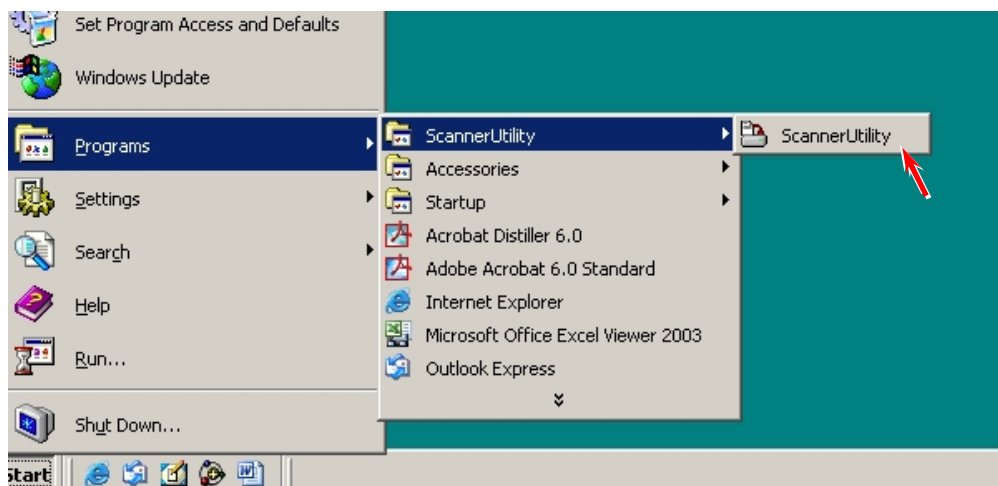 Set Program Access and Defaults
Windows Update
Programs
Settings
Search
Help
Run...
Shut Down...
Start
ScannerUtility
Accessories
Startup
Acrobat Distiller 6.0
Adobe Acrobat 6.0 Standard
Internet Explorer
Microsoft Office Excel Viewer 2003
Outlook Express
ScannerUtility